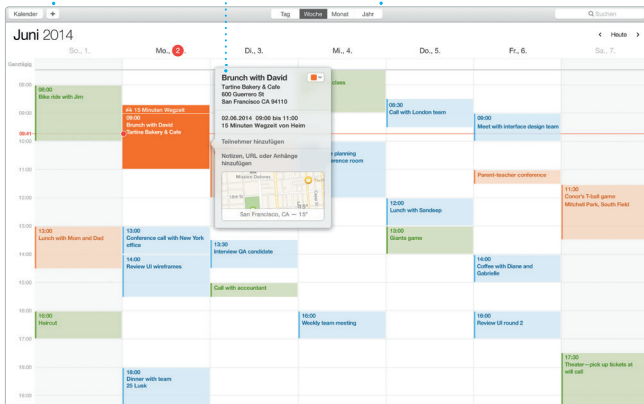 Kalender +
Tag Woche Monat Jahr
Suchen
Juni 2014
< Heute >
So., 1.
Mo., 2.
Di., 3.
Mi., 4.
Do., 5.
Fr., 6.
Sa., 7.
Ganztägig
08:00
09:00
09:41
10:00
11:00
12:00
13:00
14:00
15:00
16:00
17:00
18:00
19:00
Bike ride with Jim
13:00
Lunch with Mom and Dad
16:00
Haircut
15 Minuten Wegzeit
09:00
Brunch with David
Tartine Bakery & Cafe
13:00
Conference call with New York
office
14:00
Review UI wireframes
18:00
Dinner with team
25 Lusk
Brunch with David
Tartine Bakery & Cafe
600 Guerrero St
San Francisco CA 94110
02.06.2014 09:00 bis 11:00
15 Minuten Wegzeit von Heim
Teilnehmer hinzufügen
Notizen, URL oder Anhänge
hinzufügen
Mission Dolores
18th St
San Francisco, CA — 15°
13:30
Interview QA candidate
Call with accountant
planning
16:00
Weekly team meeting
08:30
Call with London team
12:00
Lunch with Sandeep
13:00
Giants game
09:00
Meet with interface design team
Parent-teacher conference
14:00
Coffee with Diane and
Gabrielle
16:00
Review UI round 2
11:30
Conor's T-ball game
Mitchell Park, South Field
17:30
Theater—pick up tickets at
will call